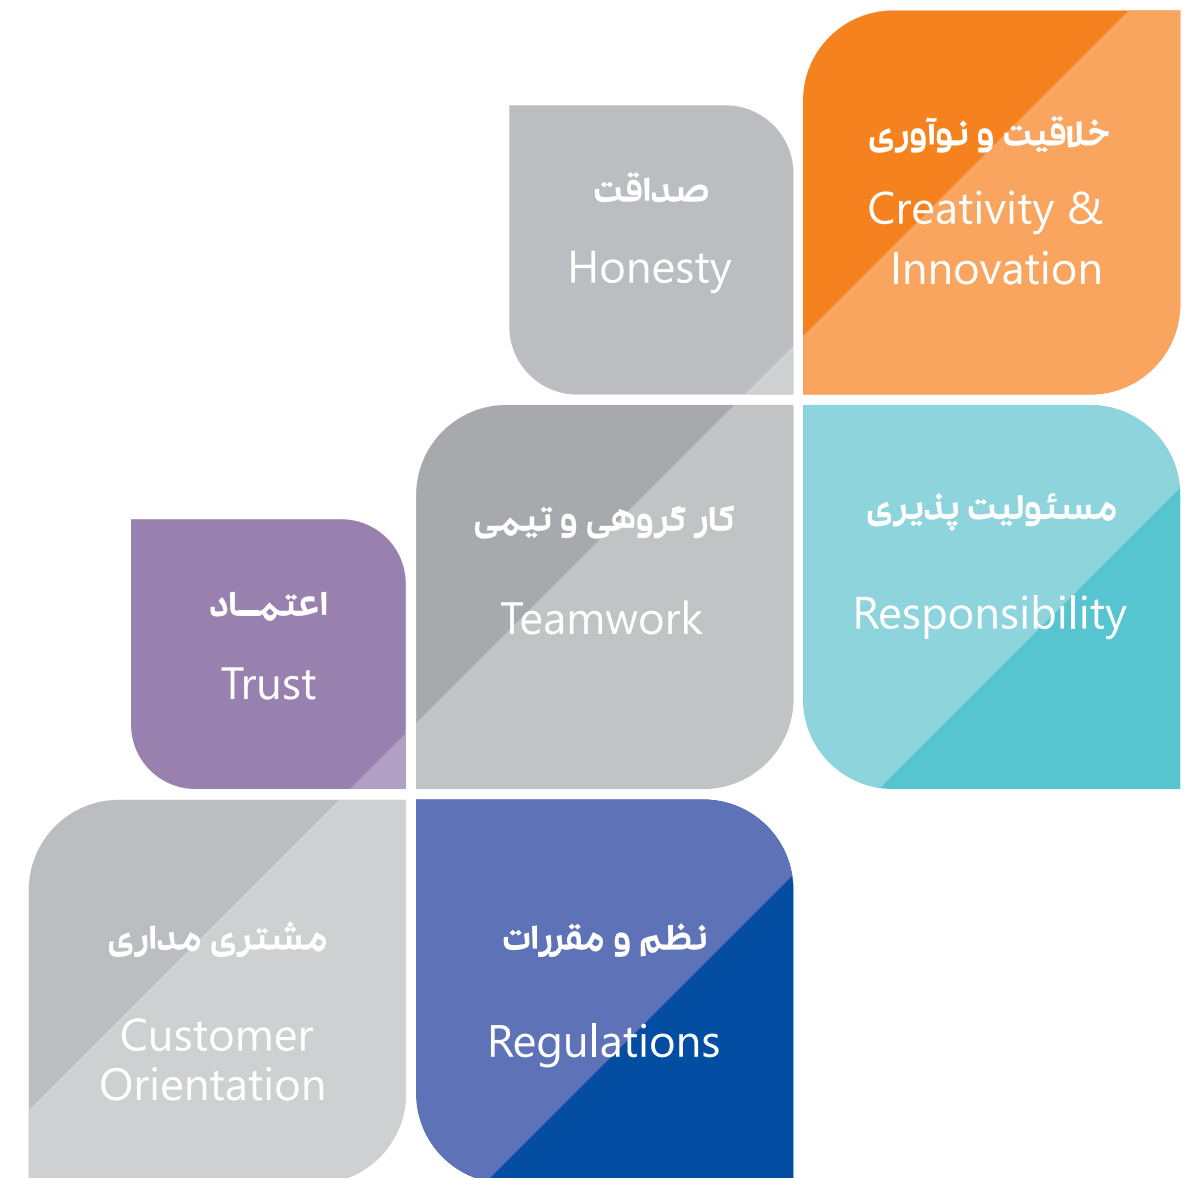 خلاقیت و نوآوری
Creativity &
Innovation
صداقت
Honesty
مسئولیت پذیری
Responsibility
کار گروهی و تیمی
Teamwork
اعتمـاد
Trust
نظم و مقررات
Regulations
مشتری مداری
Customer
Orientation